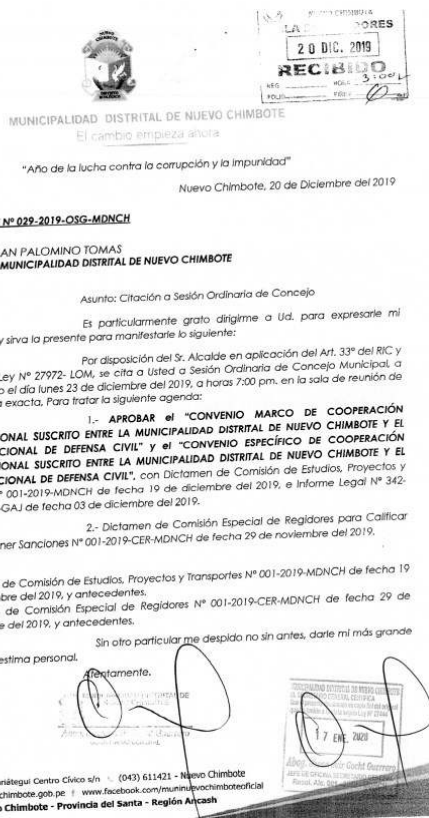 20 DIC. 2019
RECIBIDO
MUNICIPALIDAD DISTRITAL DE NUEVO CHIMBOTE
El cambio empieza ahora
"Año de la lucha contra la corrupción y la impunidad"
Nuevo Chimbote, 20 de Diciembre del 2019
Nº 029-2019-OSG-MDNCH
AN PALOMINO TOMAS
MUNICIPALIDAD DISTRITAL DE NUEVO CHIMBOTE
Asunto: Citación a Sesión Ordinaria de Concejo
Es particularmente grato dirigirme a Ud. para expresarle mi
y sirva la presente para manifestarle lo siguiente:
Por disposición del Sr. Alcalde en aplicación del Art. 33º del RIC y
Ley Nº 27972- LOM, se cita a Usted a Sesión Ordinaria de Concejo Municipal, a
o el día lunes 23 de diciembre del 2019, a horas 7:00 pm. en la sala de reunión de
a exacta, Para tratar la siguiente agenda:
1.- APROBAR el "CONVENIO MARCO DE COOPERACIÓN
ONAL SUSCRITO ENTRE LA MUNICIPALIDAD DISTRITAL DE NUEVO CHIMBOTE Y EL
CIONAL DE DEFENSA CIVIL" y el "CONVENIO ESPECÍFICO DE COOPERACIÓN
ONAL SUSCRITO ENTRE LA MUNICIPALIDAD DISTRITAL DE NUEVO CHIMBOTE Y EL
CIONAL DE DEFENSA CIVIL", con Dictamen de Comisión de Estudios, Proyectos y
º 001-2019-MDNCH de fecha 19 de diciembre del 2019, e Informe Legal Nº 342-
-GAJ de fecha 03 de diciembre del 2019.
2.- Dictamen de Comisión Especial de Regidores para Calificar
ner Sanciones Nº 001-2019-CER-MDNCH de fecha 29 de noviembre del 2019.
de Comisión de Estudios, Proyectos y Transportes Nº 001-2019-MDNCH de fecha 19
bre del 2019, y antecedentes.
de Comisión Especial de Regidores Nº 001-2019-CER-MDNCH de fecha 29 de
e del 2019, y antecedentes.
Sin otro particular me despido no sin antes, darle mi más grande
estima personal.
Atentamente.
17 ENE. 2020
riátegui Centro Cívico s/n (043) 611421 - Nuevo Chimbote
chimbote.gob.pe www.facebook.com/muninuevochimboteoficial
o Chimbote - Provincia del Santa - Región Ancash